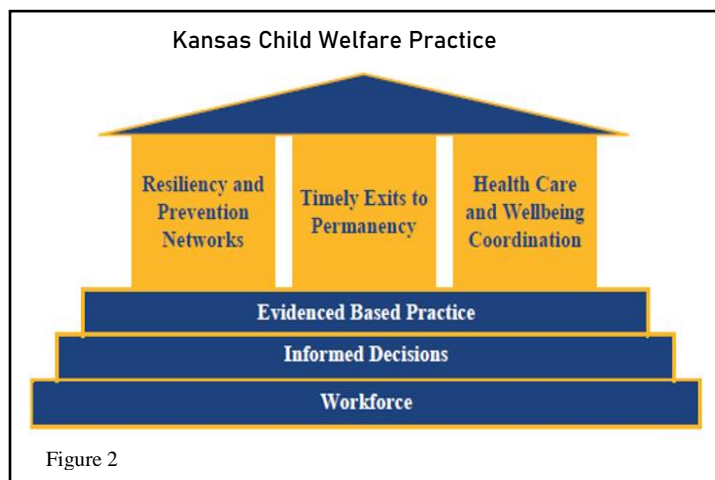 Kansas Child Welfare Practice
Resiliency and
Prevention
Networks
Timely Exits to
Permanency
Health Care
and Wellbeing
Coordination
Evidenced Based Practice
Informed Decisions
Workforce
Figure 2